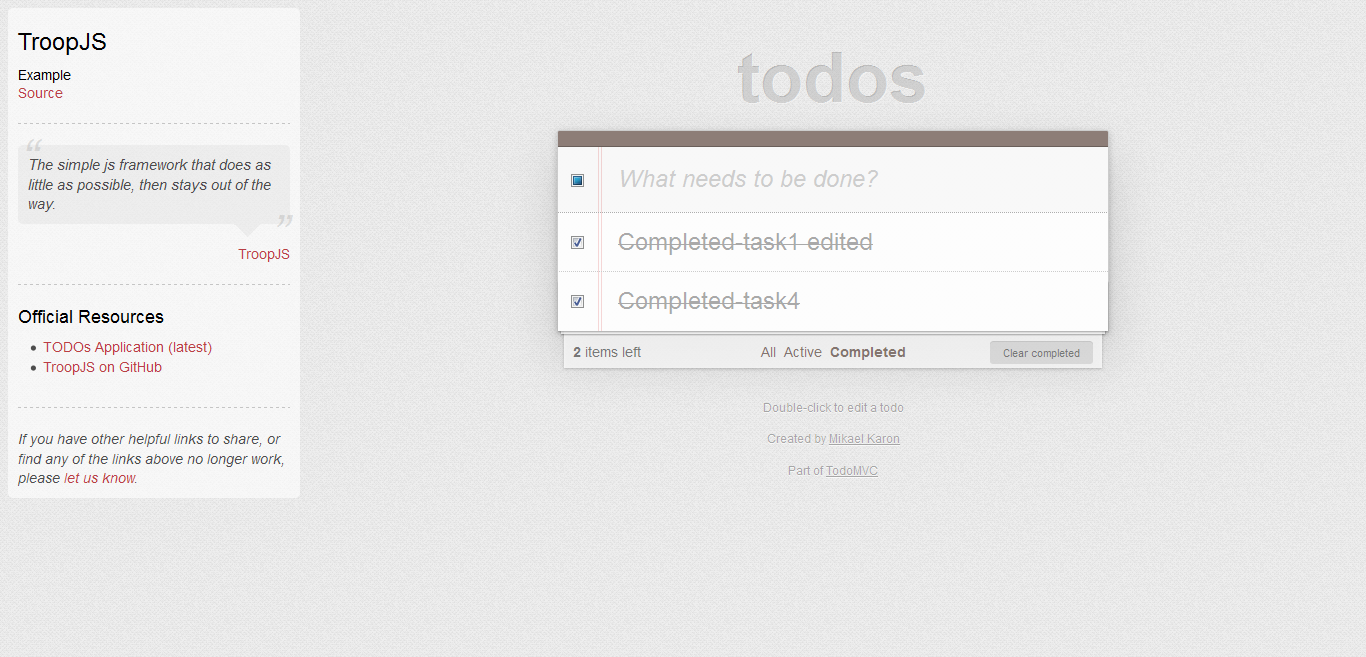 TroopJS
Example
Source
“
The simple js framework that does as
little as possible, then stays out of the
way.
”
TroopJS
Official Resources
• TODOs Application (latest)
• TroopJS on GitHub
If you have other helpful links to share, or
find any of the links above no longer work,
please let us know.
todos
What needs to be done?
Completed-task1 edited
Completed-task4
2 items left All Active Completed Clear completed
Double-click to edit a todo
Created by Mikael Karon
Part of TodoMVC